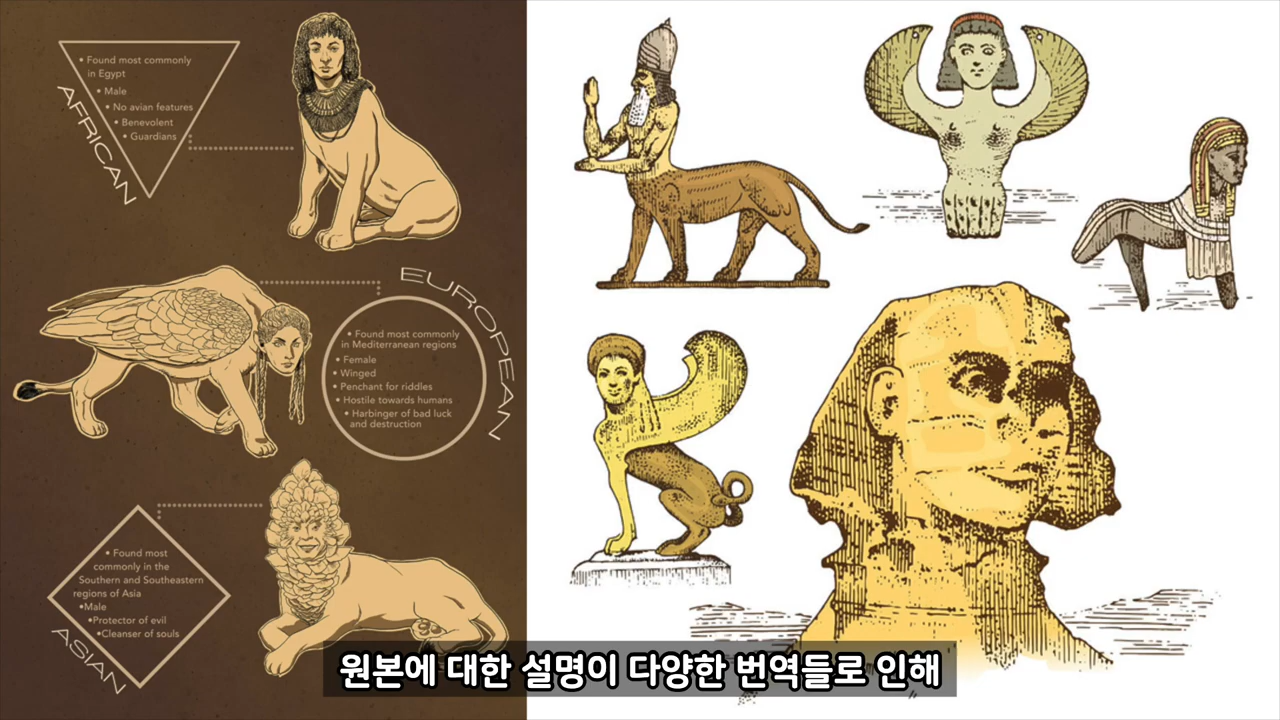 AFRICAN
• Found most commonly
in Egypt
• Male
• No avian features
• Benevolent
• Guardians
EUROPEAN
• Found most commonly
in Mediterranean regions
• Female
• Winged
• Penchant for riddles
• Hostile towards humans
• Harbinger of bad luck
and destruction
ASIAN
• Found most
commonly in the
Southern and Southeastern
regions of Asia
•Male
•Protector of evil
•Cleanser of souls
원본에 대한 설명이 다양한 번역들로 인해